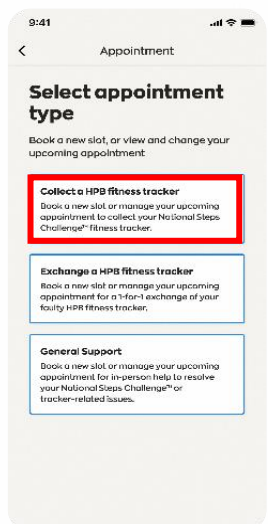 9:41
Appointment
Select appointment
type
Book a new slot, or view and change your
upcoming appointment
Collect a HPB fitness tracker
Book a new slot or manage your upcoming
appointment to collect your National Steps
Challenge™ fitness tracker.
Exchange a HPB fitness tracker
Book a new slot or manage your upcoming
appointment for a 1-for-1 exchange of your
faulty HPB fitness tracker.
General Support
Book a new slot or manage your upcoming
appointment for in-person help to resolve
your National Steps Challenge™ or
tracker-related issues.